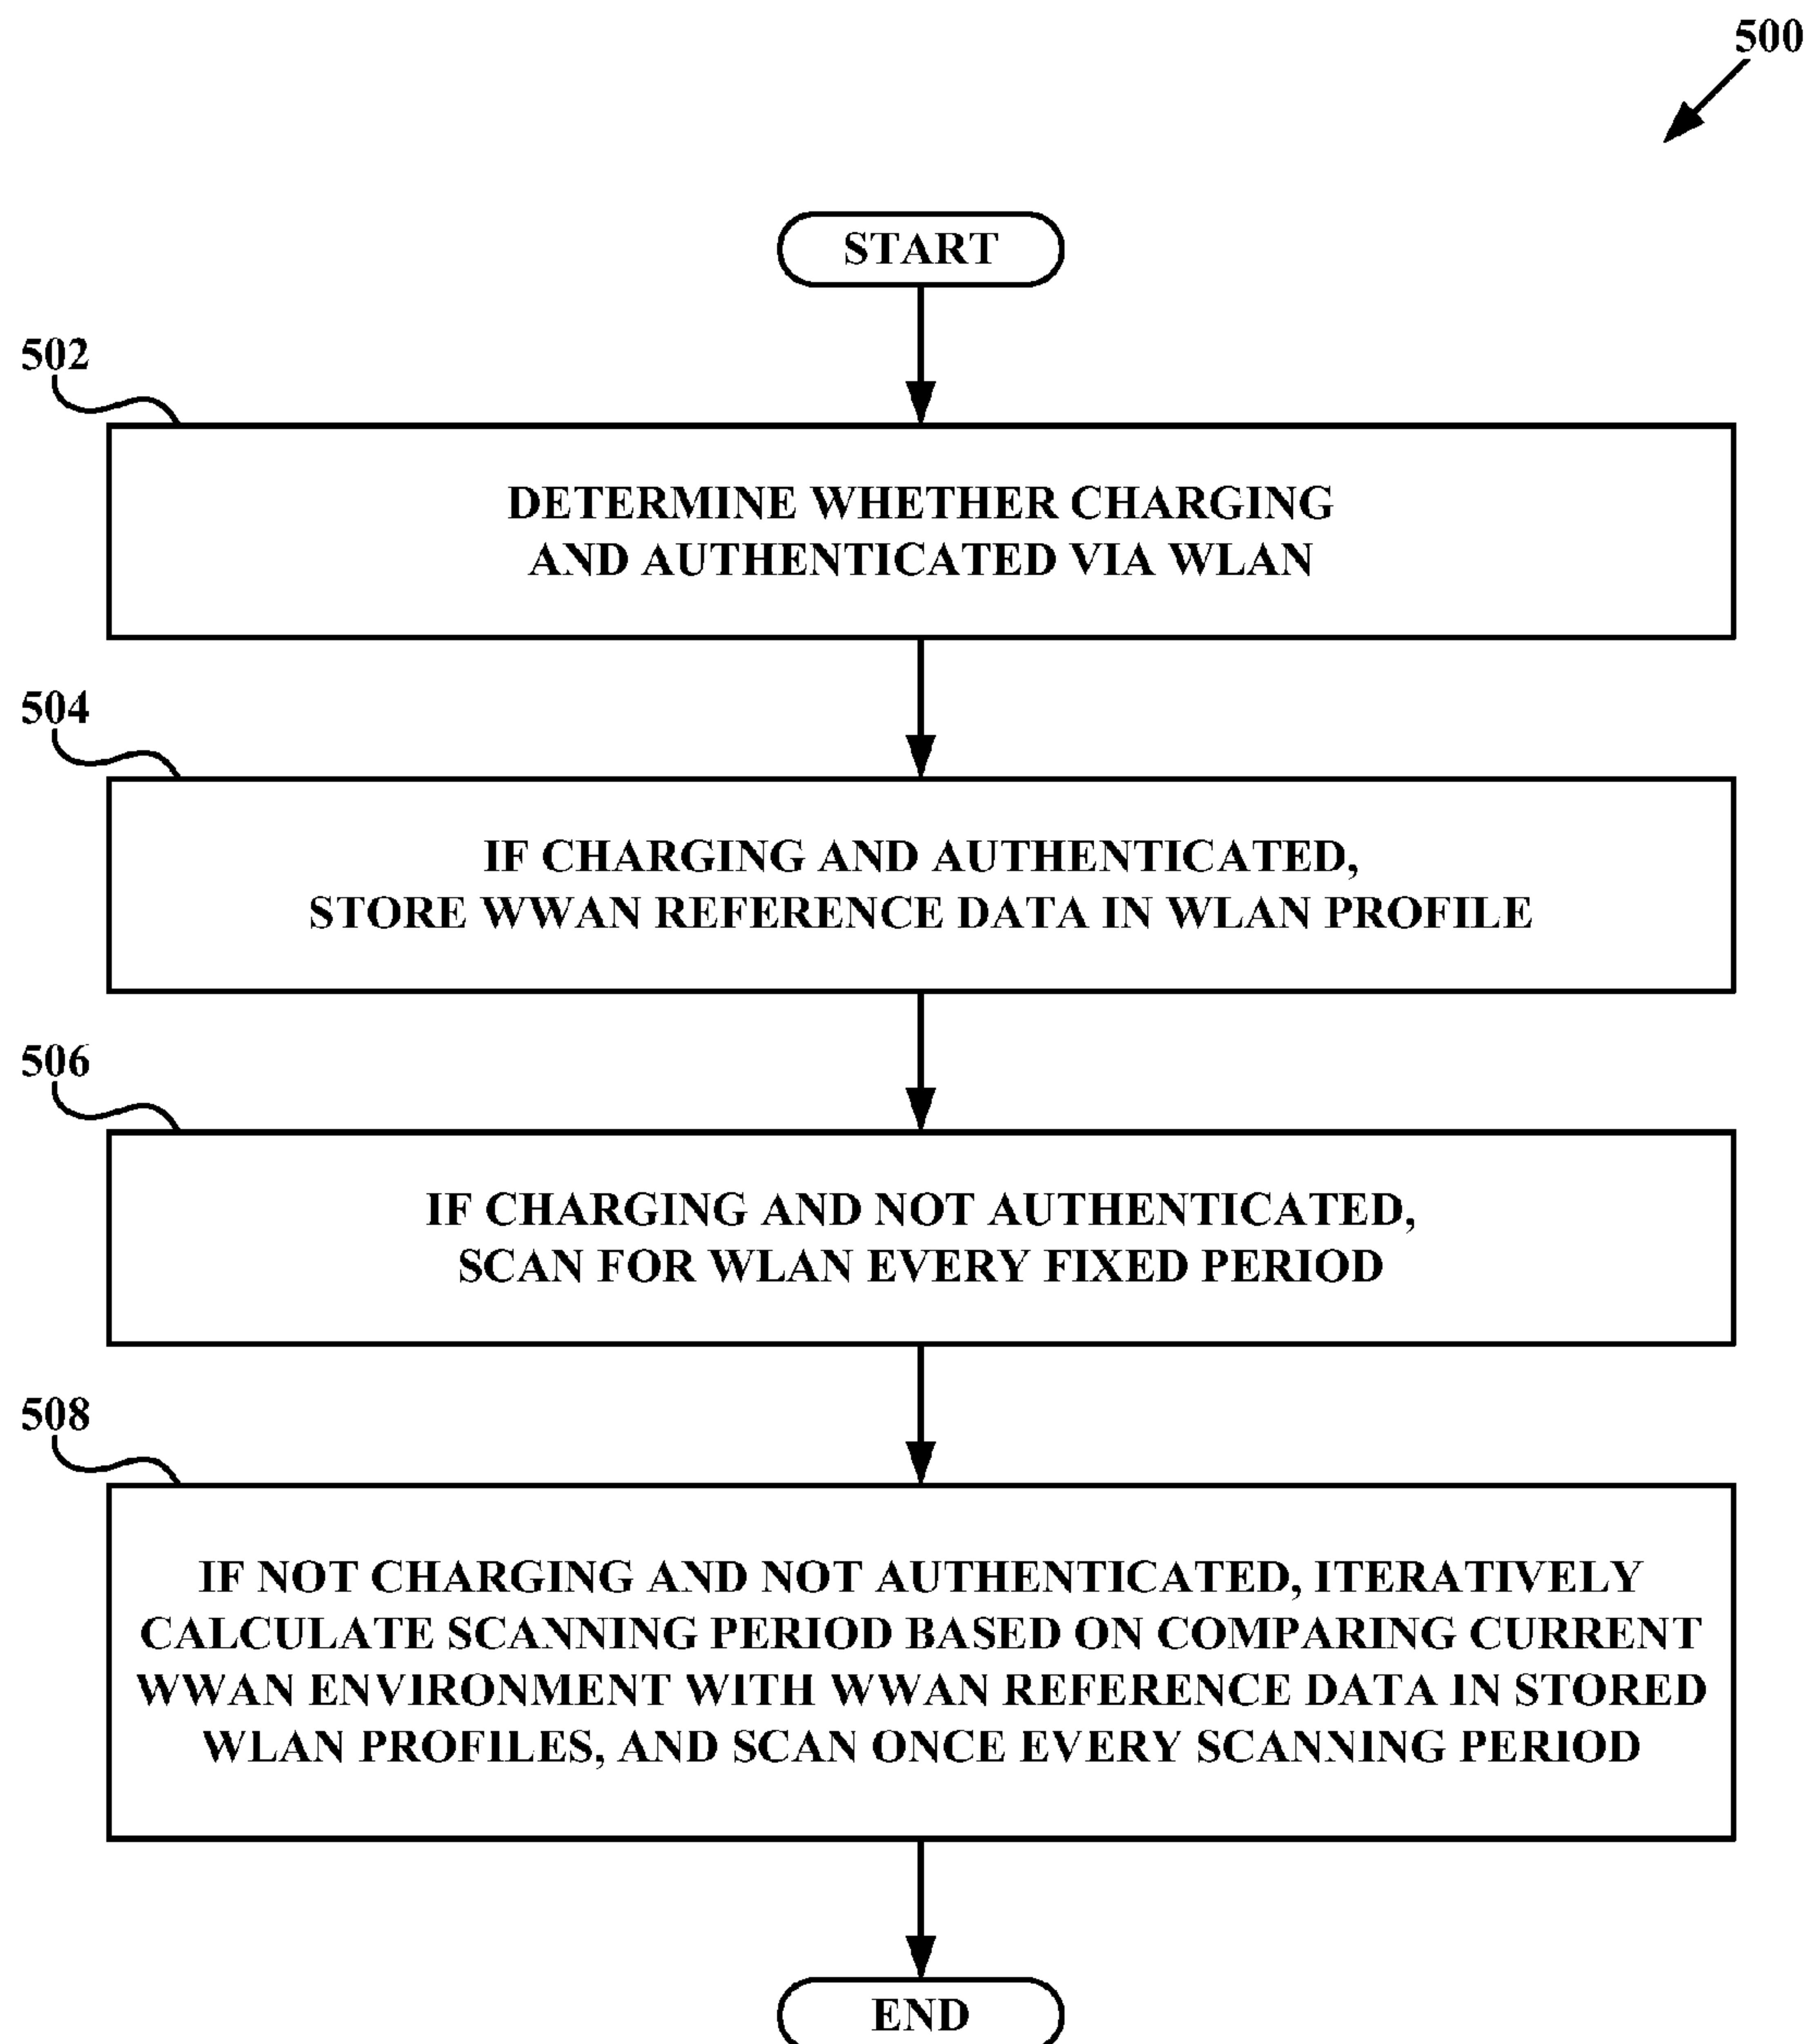 500
START
502
DETERMINE WHETHER CHARGING
AND AUTHENTICATED VIA WLAN
504
IF CHARGING AND AUTHENTICATED,
STORE WWAN REFERENCE DATA IN WLAN PROFILE
506
IF CHARGING AND NOT AUTHENTICATED,
SCAN FOR WLAN EVERY FIXED PERIOD
508
IF NOT CHARGING AND NOT AUTHENTICATED, ITERATIVELY
CALCULATE SCANNING PERIOD BASED ON COMPARING CURRENT
WWAN ENVIRONMENT WITH WWAN REFERENCE DATA IN STORED
WLAN PROFILES, AND SCAN ONCE EVERY SCANNING PERIOD
END